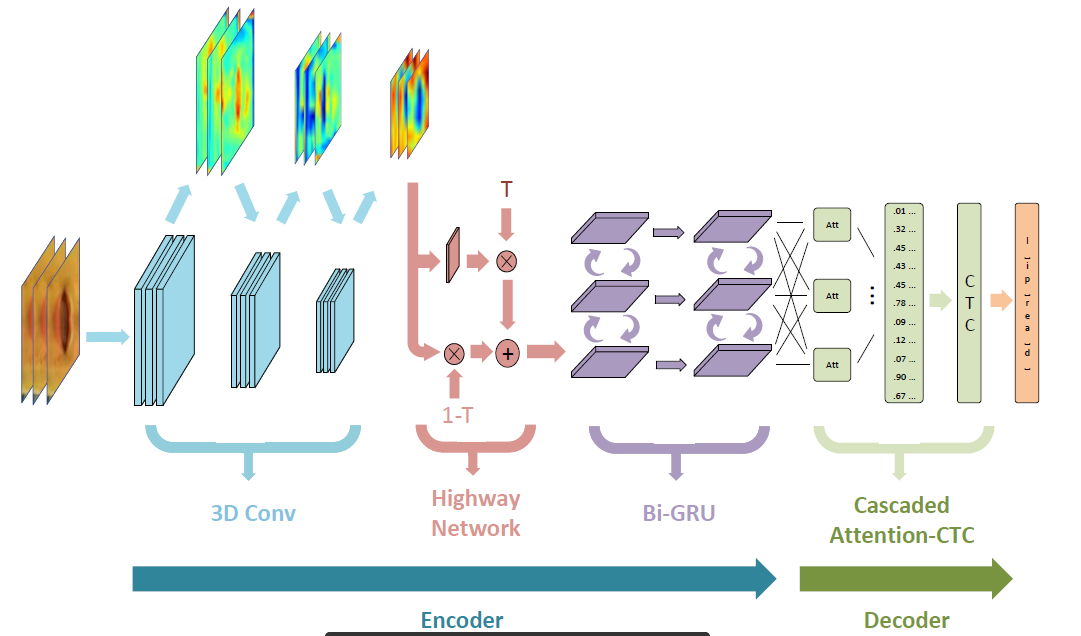 T
1-T
Att
Att
Att
.01 ...
.32 ...
.45 ...
.43 ...
.45 ...
.78 ...
.09 ...
.12 ...
.07 ...
.90 ...
.67 ...
C
T
C
l
_
i
p
_
r
e
a
_
d
_
3D Conv
Highway
Network
Bi-GRU
Cascaded
Attention-CTC
Encoder
Decoder